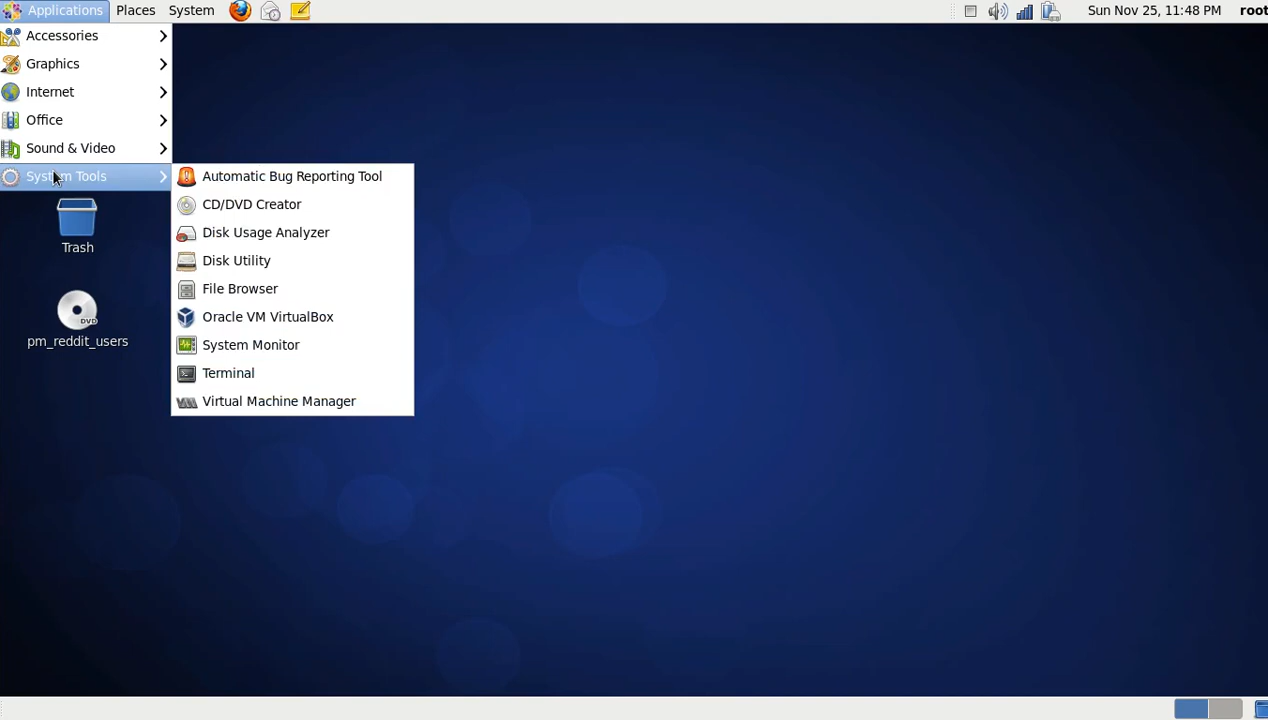 Applications Places System Sun Nov 25, 11:48 PM root
Accessories
Graphics
Internet
Office
Sound & Video
System Tools
Automatic Bug Reporting Tool
CD/DVD Creator
Disk Usage Analyzer
Disk Utility
File Browser
Oracle VM VirtualBox
System Monitor
Terminal
Virtual Machine Manager
Trash
DVD
pm_reddit_users